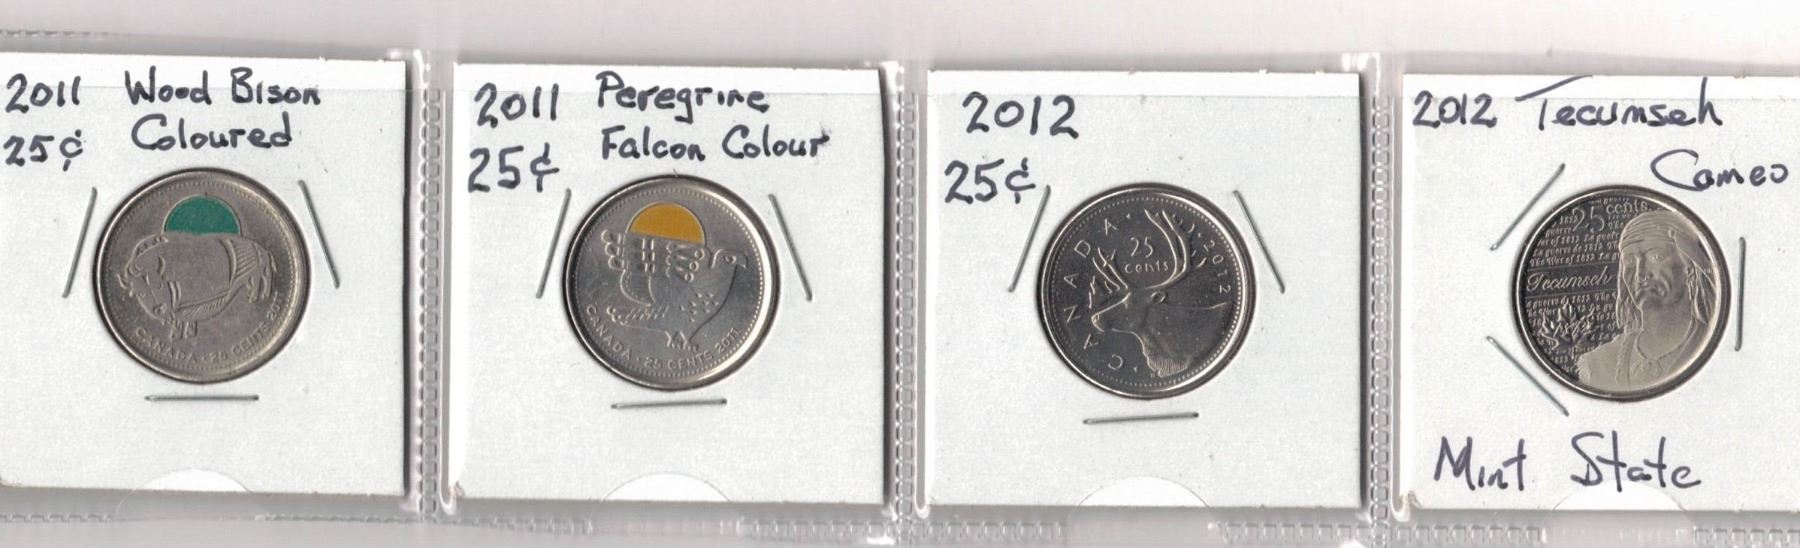 2011 Wood Bison
25¢ Coloured
CANADA • 25 CENTS 2011
2011 Peregrine
Falcon Colour
25¢
CANADA • 25 CENTS 2011
2012
25¢
CANADA
25
cents
2012
2012 Tecumseh
Cameo
25 cents
Tecumseh
Mint State